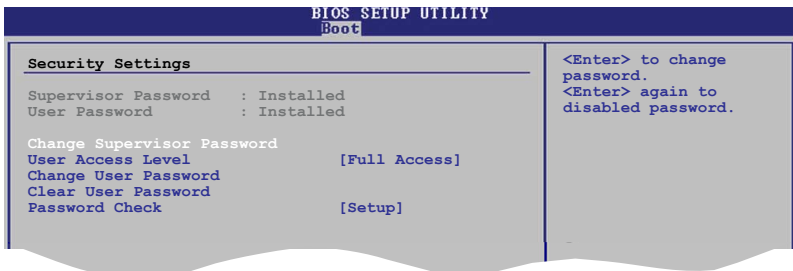 BIOS SETUP UTILITY
Boot
Security Settings
Supervisor Password : Installed
User Password : Installed
Change Supervisor Password
User Access Level [Full Access]
Change User Password
Clear User Password
Password Check [Setup]
<Enter> to change
password.
<Enter> again to
disabled password.